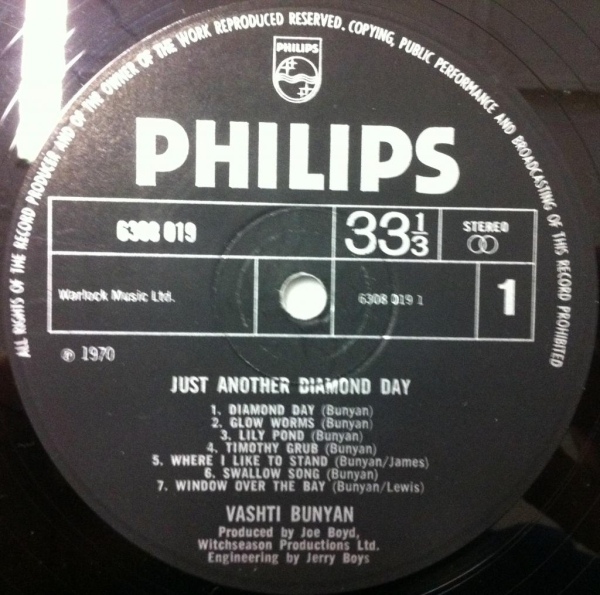 ALL RIGHTS OF THE RECORD PRODUCER AND OF THE OWNER OF THE WORK REPRODUCED RESERVED. COPYING, PUBLIC PERFORMANCE AND BROADCASTING OF THIS RECORD PROHIBITED
PHILIPS
PHILIPS
6308 019
33 1/3
STEREO
Warlock Music Ltd.
6308 019 1
1
℗ 1970
JUST ANOTHER DIAMOND DAY
1. DIAMOND DAY (Bunyan)
2. GLOW WORMS (Bunyan)
3. LILY POND (Bunyan)
4. TIMOTHY GRUB (Bunyan)
5. WHERE I LIKE TO STAND (Bunyan/James)
6. SWALLOW SONG (Bunyan)
7. WINDOW OVER THE BAY (Bunyan/Lewis)
VASHTI BUNYAN
Produced by Joe Boyd,
Witchseason Productions Ltd.
Engineering by Jerry Boys